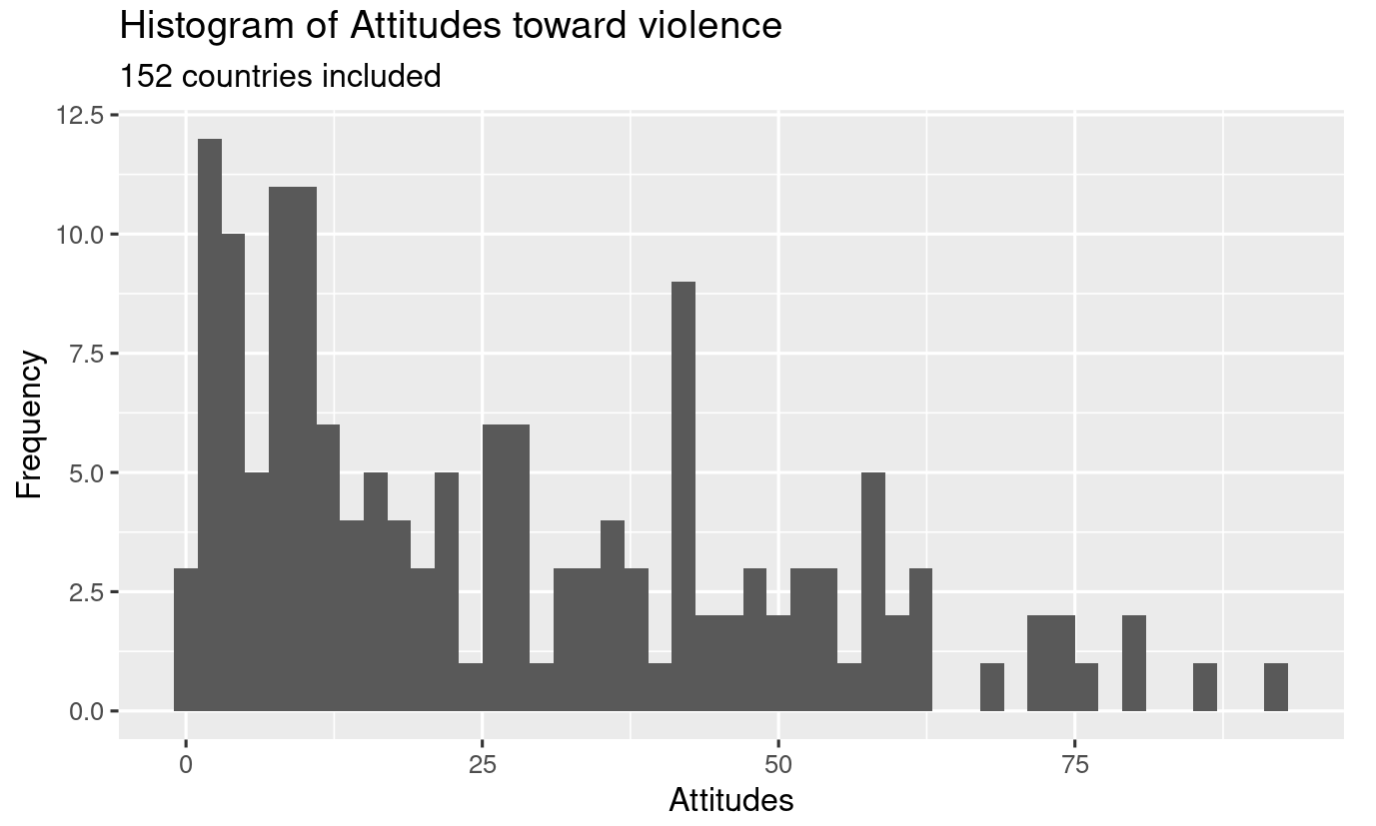 Histogram of Attitudes toward violence
152 countries included
12.5
10.0
7.5
5.0
2.5
0.0
Frequency
0 25 50 75
Attitudes